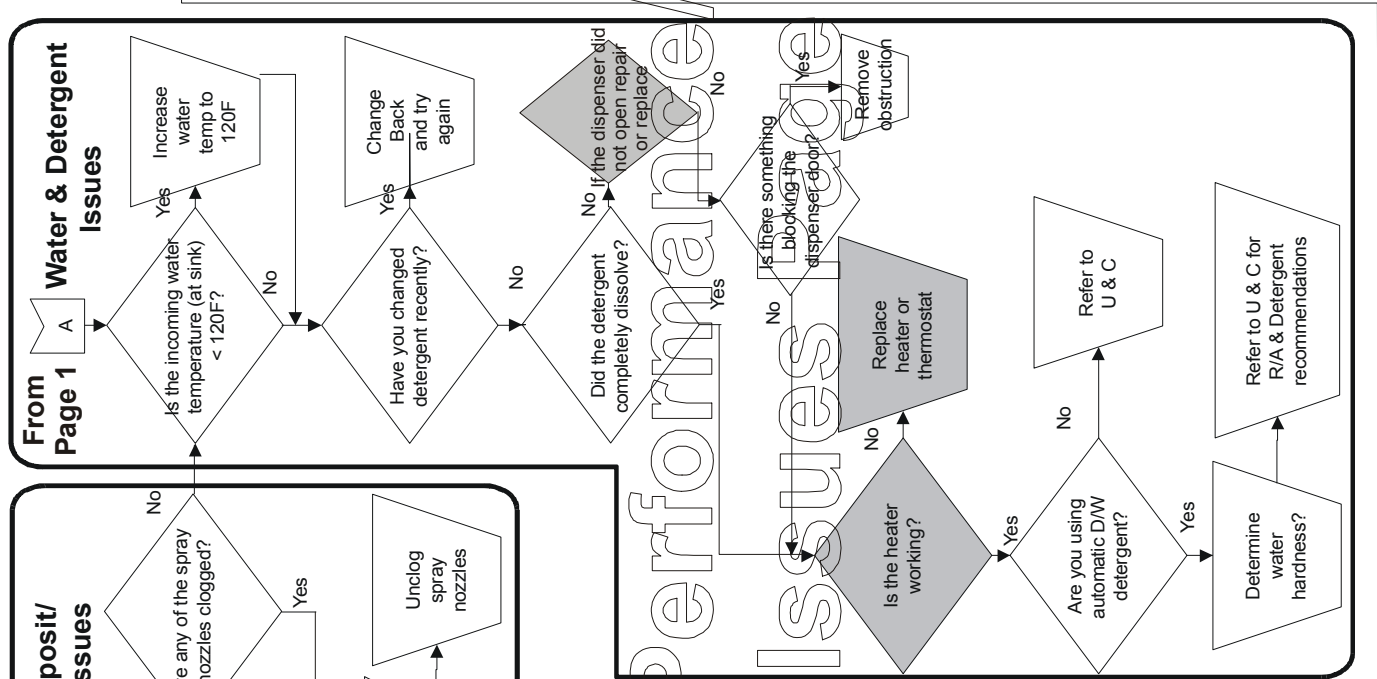 From
Page 1
A
Water & Detergent
Issues
Is the incoming water
temperature (at sink)
< 120F?
Yes
Increase
water
temp to
120F
No
Have you changed
detergent recently?
Yes
Change
Back
and try
again
No
Did the detergent
completely dissolve?
No
If the dispenser did
not open repair
or replace
Yes
No
Is there something
blocking the
dispenser door?
Yes
Remove
obstruction
No
Is the heater
working?
No
Replace
heater or
thermostat
Yes
Are you using
automatic D/W
detergent?
No
Refer to
U & C
Yes
Determine
water
hardness?
Refer to U & C for
R/A & Detergent
recommendations
posit/
ssues
re any of the spray
nozzles clogged?
No
Yes
Unclog
spray
nozzles
Performance
Issues Page